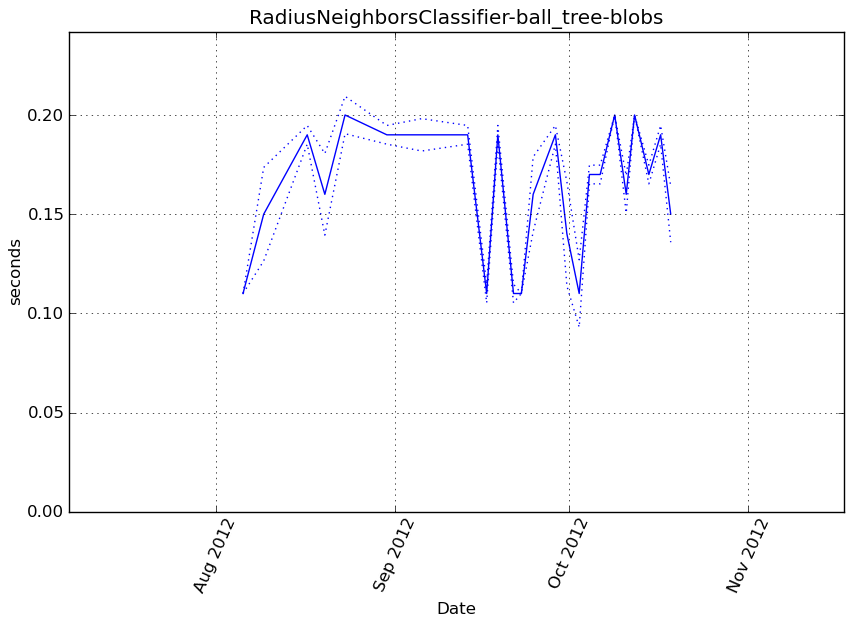 RadiusNeighborsClassifier-ball_tree-blobs
0.20
0.15
0.10
0.05
0.00
seconds
Aug 2012
Sep 2012
Oct 2012
Nov 2012
Date